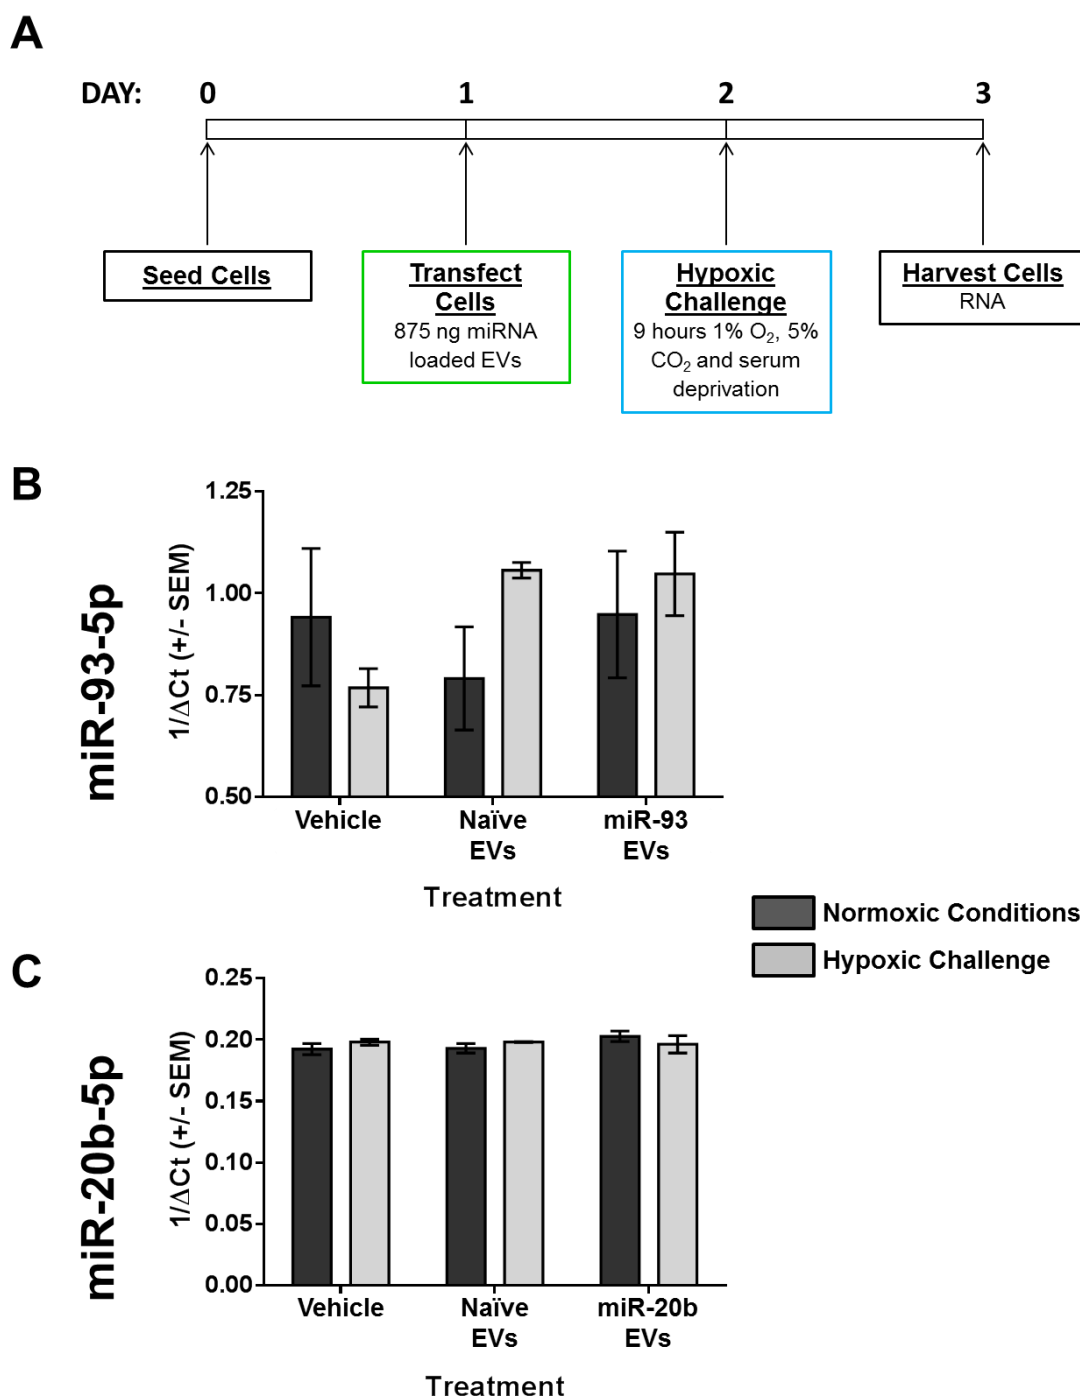 A
DAY: 0 1 2 3
Seed Cells
Transfect
Cells
875 ng miRNA
loaded EVs
Hypoxic
Challenge
9 hours 1% O₂, 5%
CO₂ and serum
deprivation
Harvest Cells
RNA
B
miR-93-5p
1/ΔCt (+/- SEM)
1.25
1.00
0.75
0.50
Vehicle
Naïve
EVs
miR-93
EVs
Treatment
Normoxic Conditions
Hypoxic Challenge
C
miR-20b-5p
1/ΔCt (+/- SEM)
0.25
0.20
0.15
0.10
0.05
0.00
Vehicle
Naïve
EVs
miR-20b
EVs
Treatment